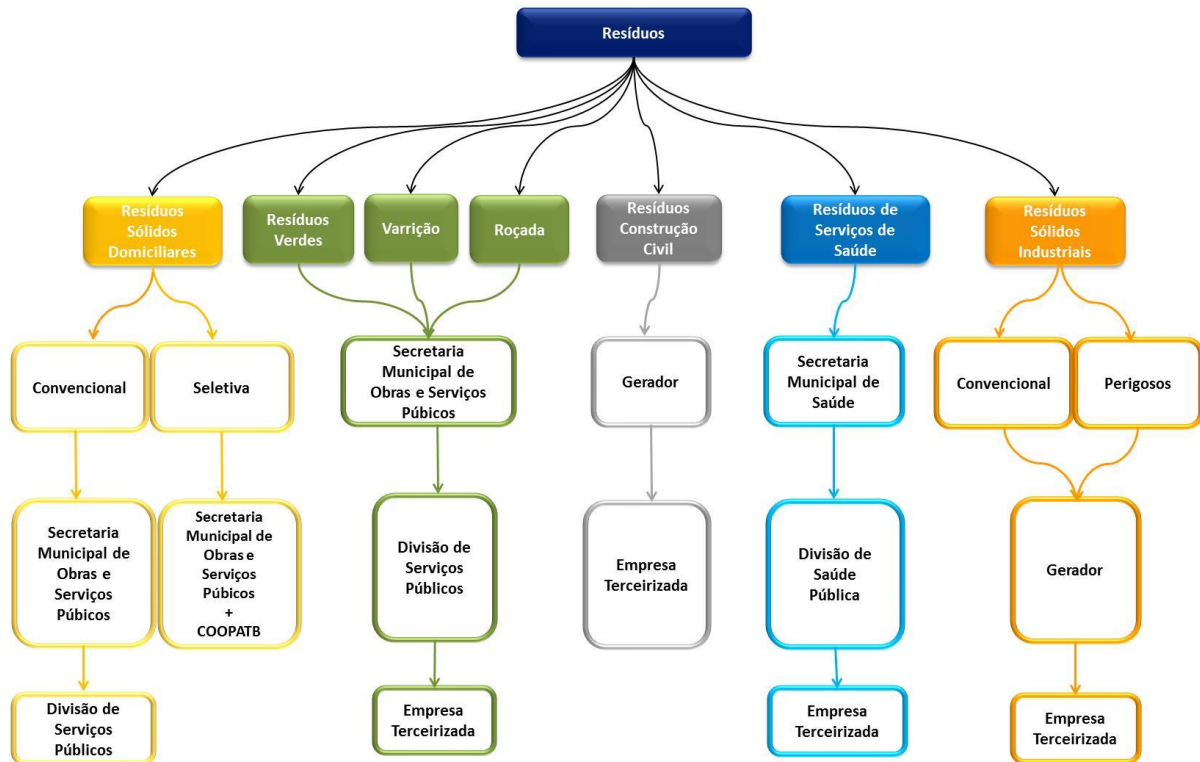 Resíduos
Resíduos
Sólidos
Domiciliares
Resíduos
Verdes
Varrição
Roçada
Resíduos
Construção
Civil
Resíduos de
Serviços de
Saúde
Resíduos
Sólidos
Industriais
Convencional
Seletiva
Secretaria
Municipal de
Obras e Serviços
Púbicos
Gerador
Secretaria
Municipal de
Saúde
Convencional
Perigosos
Secretaria
Municipal de
Obras e
Serviços
Púbicos
Secretaria
Municipal de
Obras e
Serviços
Púbicos
+
COOPATB
Divisão de
Serviços
Públicos
Empresa
Terceirizada
Divisão de
Saúde
Pública
Gerador
Divisão de
Serviços
Públicos
Empresa
Terceirizada
Empresa
Terceirizada
Empresa
Terceirizada